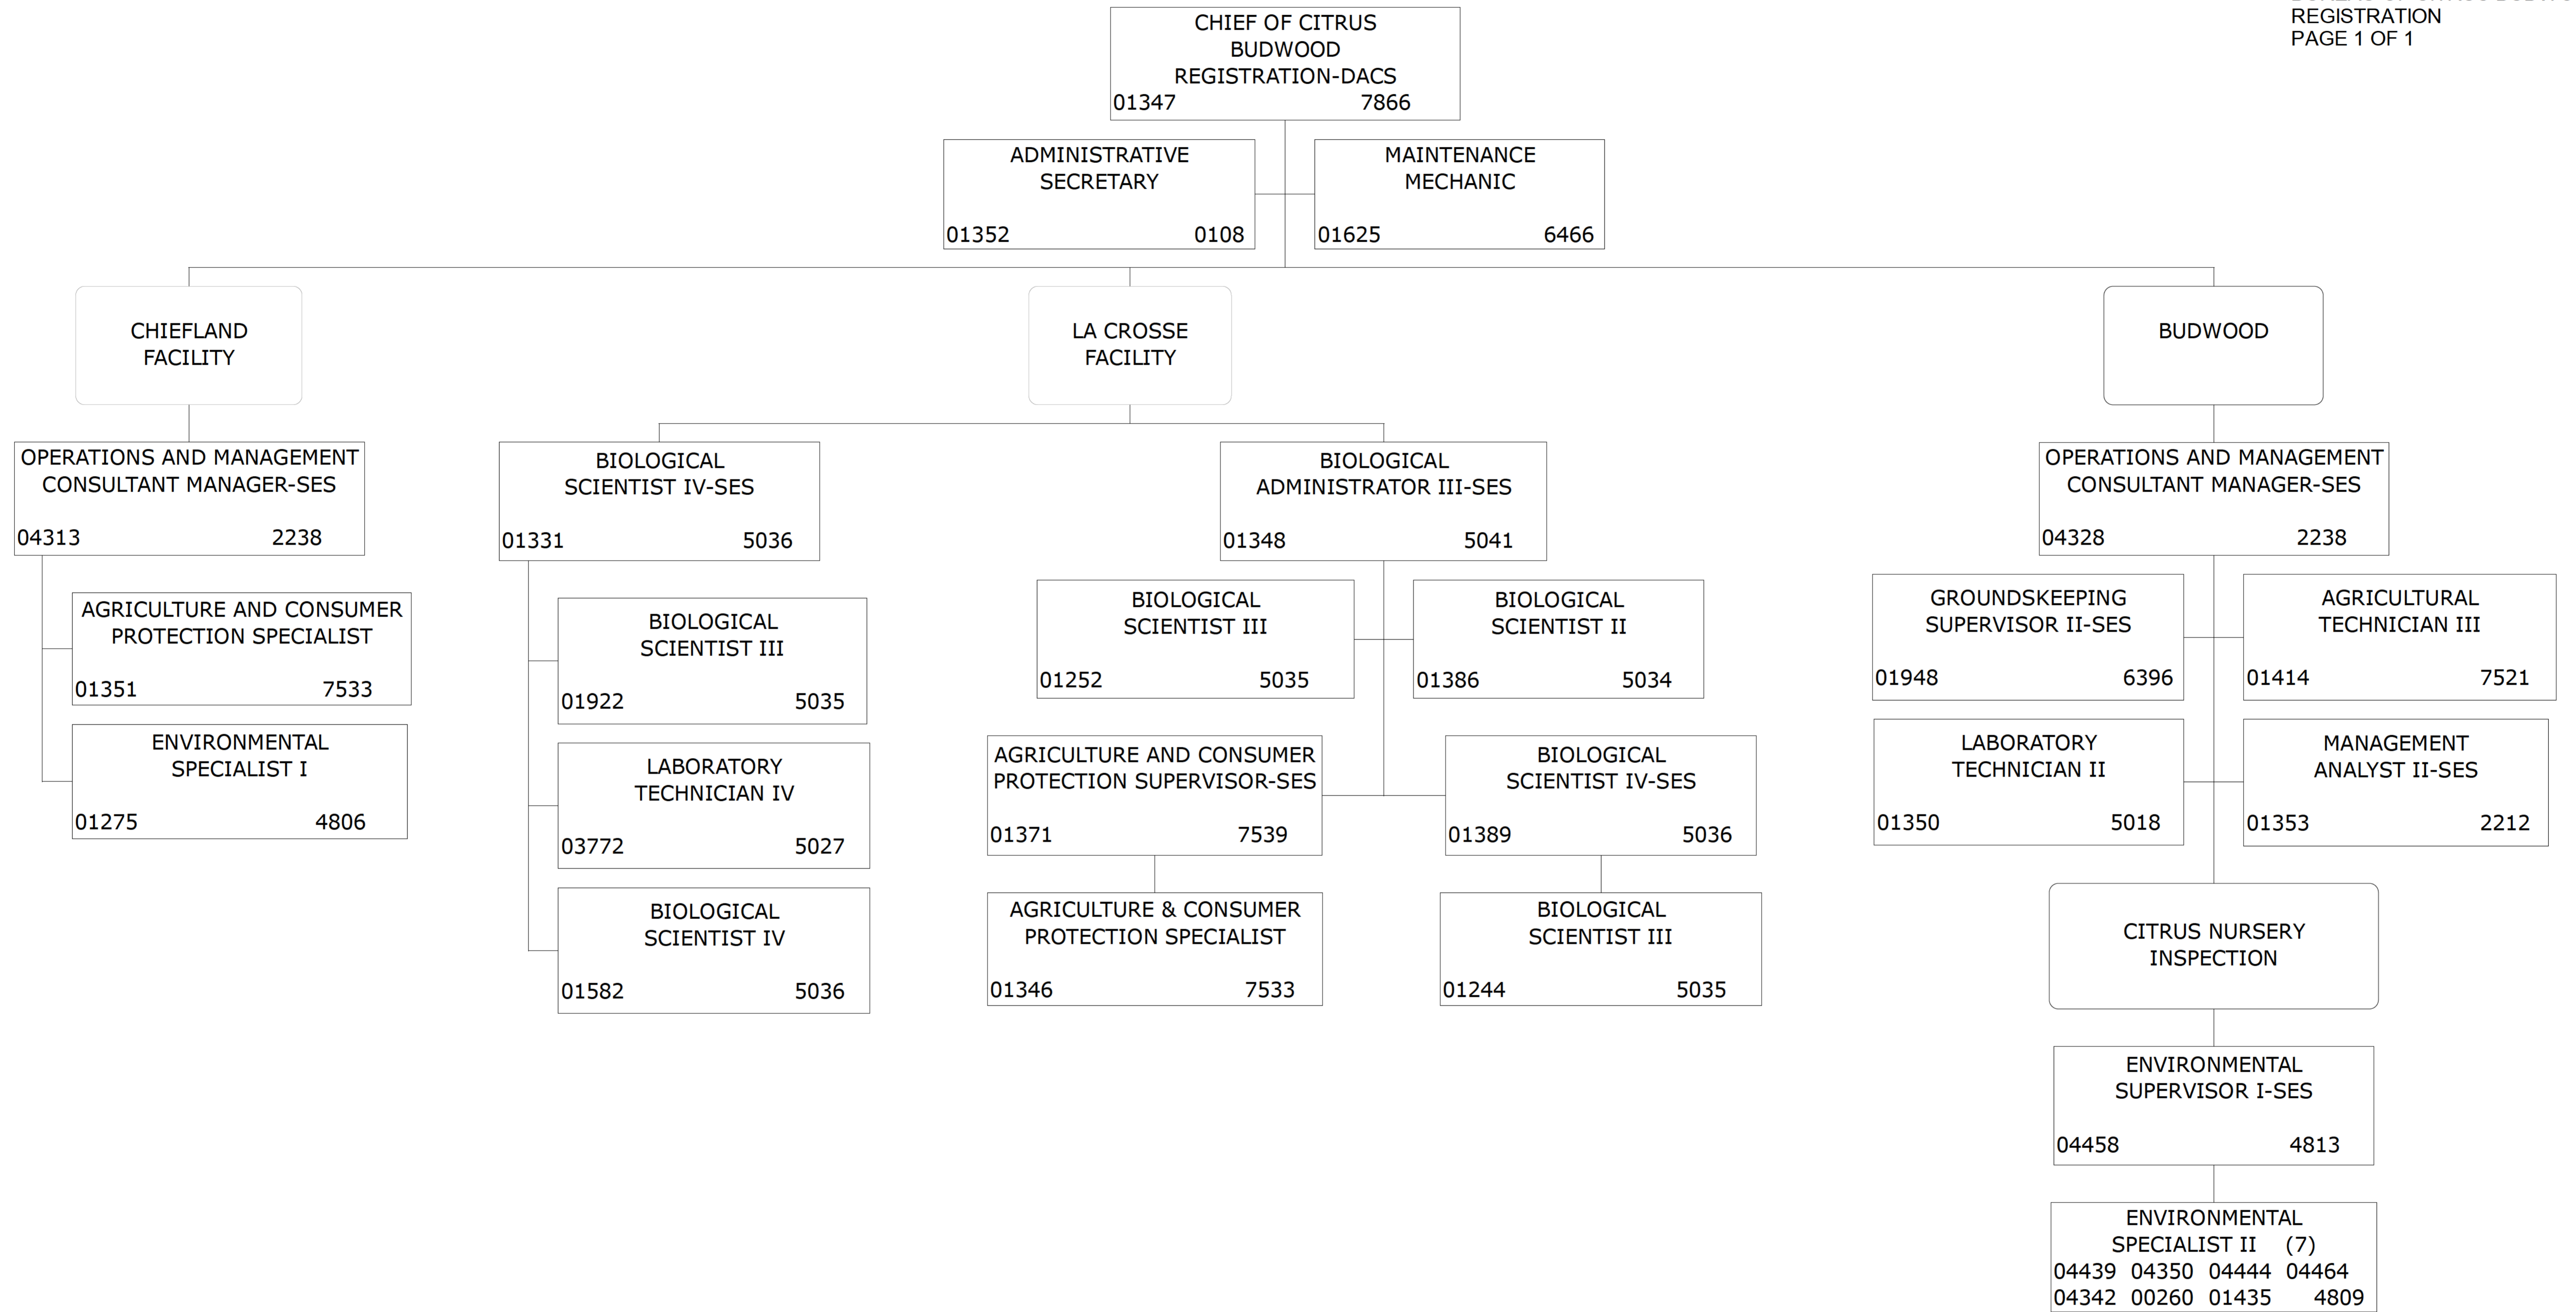 REGISTRATION
PAGE 1 OF 1
CHIEF OF CITRUS
BUDWOOD
REGISTRATION-DACS
01347 7866
ADMINISTRATIVE
SECRETARY
01352 0108
MAINTENANCE
MECHANIC
01625 6466
CHIEFLAND
FACILITY
LA CROSSE
FACILITY
BUDWOOD
OPERATIONS AND MANAGEMENT
CONSULTANT MANAGER-SES
04313 2238
AGRICULTURE AND CONSUMER
PROTECTION SPECIALIST
01351 7533
ENVIRONMENTAL
SPECIALIST I
01275 4806
BIOLOGICAL
SCIENTIST IV-SES
01331 5036
BIOLOGICAL
SCIENTIST III
01922 5035
LABORATORY
TECHNICIAN IV
03772 5027
BIOLOGICAL
SCIENTIST IV
01582 5036
BIOLOGICAL
ADMINISTRATOR III-SES
01348 5041
BIOLOGICAL
SCIENTIST III
01252 5035
BIOLOGICAL
SCIENTIST II
01386 5034
AGRICULTURE AND CONSUMER
PROTECTION SUPERVISOR-SES
01371 7539
BIOLOGICAL
SCIENTIST IV-SES
01389 5036
AGRICULTURE & CONSUMER
PROTECTION SPECIALIST
01346 7533
BIOLOGICAL
SCIENTIST III
01244 5035
OPERATIONS AND MANAGEMENT
CONSULTANT MANAGER-SES
04328 2238
GROUNDSKEEPING
SUPERVISOR II-SES
01948 6396
AGRICULTURAL
TECHNICIAN III
01414 7521
LABORATORY
TECHNICIAN II
01350 5018
MANAGEMENT
ANALYST II-SES
01353 2212
CITRUS NURSERY
INSPECTION
ENVIRONMENTAL
SUPERVISOR I-SES
04458 4813
ENVIRONMENTAL
SPECIALIST II (7)
04439 04350 04444 04464
04342 00260 01435 4809